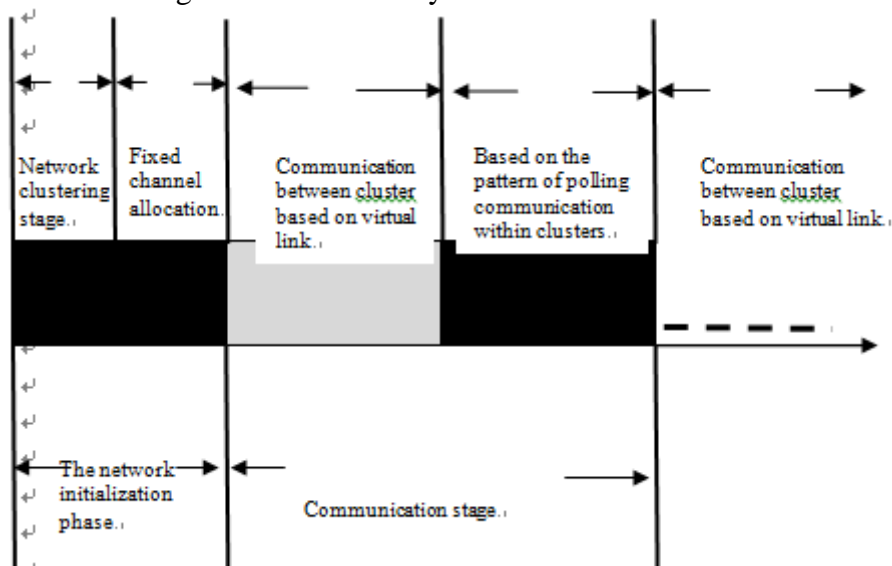 Network
clustering
stage.
Fixed
channel
allocation.
Communication
between cluster
based on virtual
link.
Based on the
pattern of polling
communication
within clusters.
Communication
between cluster
based on virtual link.
The network
initialization
phase.
Communication stage.